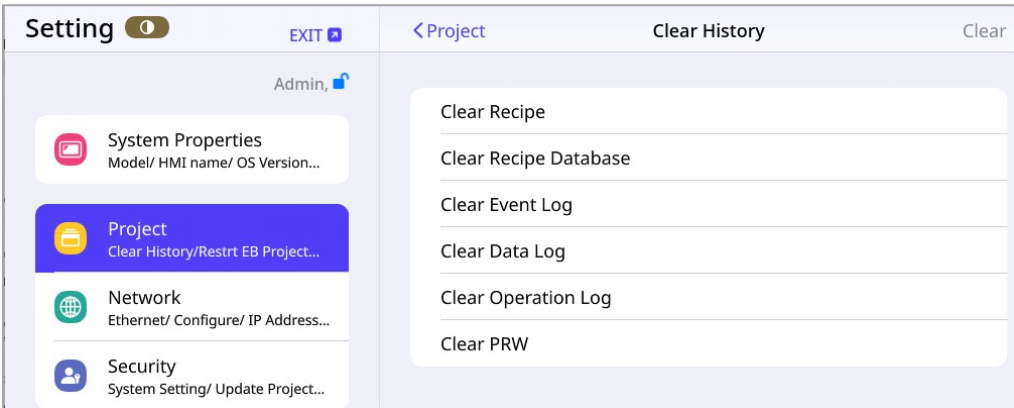 Setting
EXIT
Admin,
System Properties
Model/ HMI name/ OS Version...
Project
Clear History/Restrt EB Project...
Network
Ethernet/ Configure/ IP Address...
Security
System Setting/ Update Project...
Project
Clear History
Clear
Clear Recipe
Clear Recipe Database
Clear Event Log
Clear Data Log
Clear Operation Log
Clear PRW